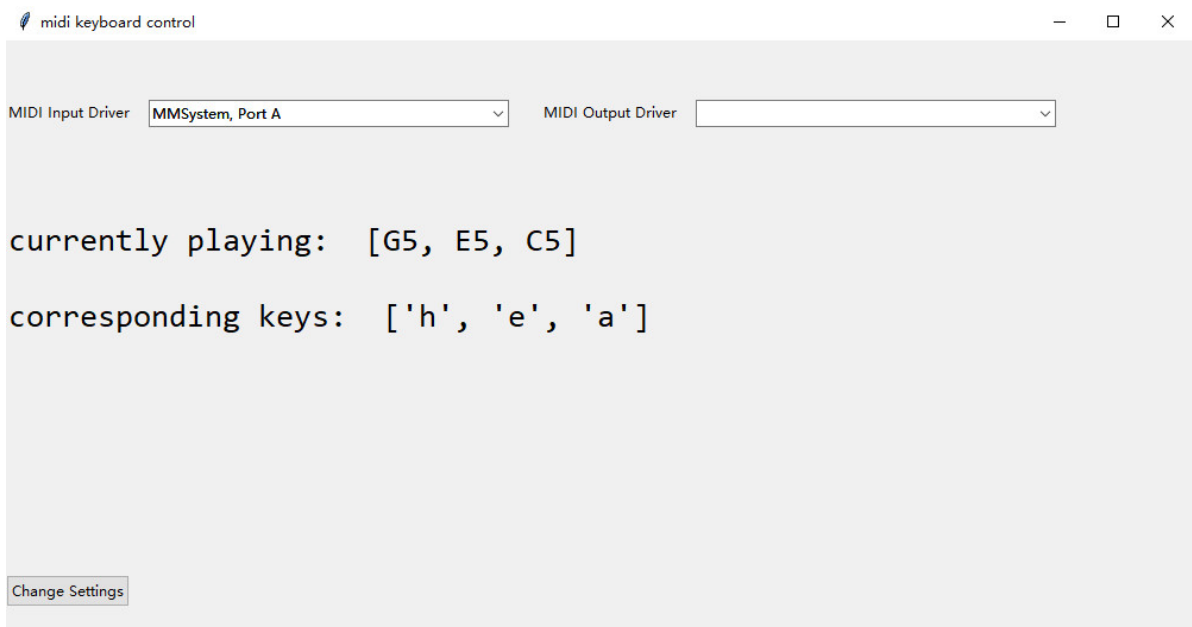 midi keyboard control
MIDI Input Driver MMSystem, Port A MIDI Output Driver
currently playing: [G5, E5, C5]
corresponding keys: ['h', 'e', 'a']
Change Settings